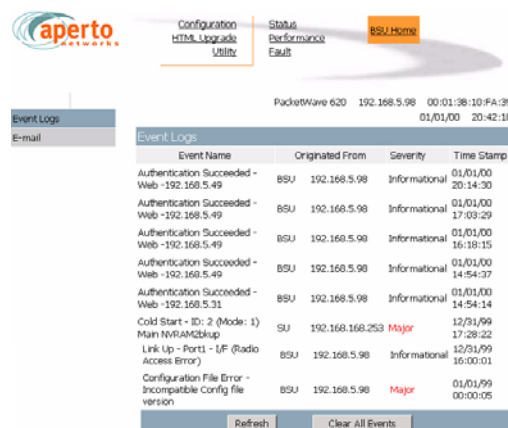 aperto
networks
Configuration Status
HTML Upgrade Performance
Utility Fault
BSU Home
PacketWave 620 192.168.5.98 00:01:3B:10:FA:39
01/01/00 20:42:18
Event Logs
E-mail
Event Logs
Event Name Originated From Severity Time Stamp
Authentication Succeeded -
Web -192.168.5.49 BSU 192.168.5.98 Informational 01/01/00
20:14:30
Authentication Succeeded -
Web -192.168.5.49 BSU 192.168.5.98 Informational 01/01/00
17:03:29
Authentication Succeeded -
Web -192.168.5.49 BSU 192.168.5.98 Informational 01/01/00
16:18:15
Authentication Succeeded -
Web -192.168.5.49 BSU 192.168.5.98 Informational 01/01/00
14:54:37
Authentication Succeeded -
Web -192.168.5.31 BSU 192.168.5.98 Informational 01/01/00
14:54:14
Cold Start - ID: 2 (Mode: 1)
Main NVRAM2bkup SU 192.168.168.253 Major 12/31/99
17:28:22
Link Up - Port1 - I/F (Radio
Access Error) BSU 192.168.5.98 Informational 12/31/99
16:00:01
Configuration File Error -
Incompatible Config file
version BSU 192.168.5.98 Major 01/01/99
00:00:05
Refresh Clear All Events